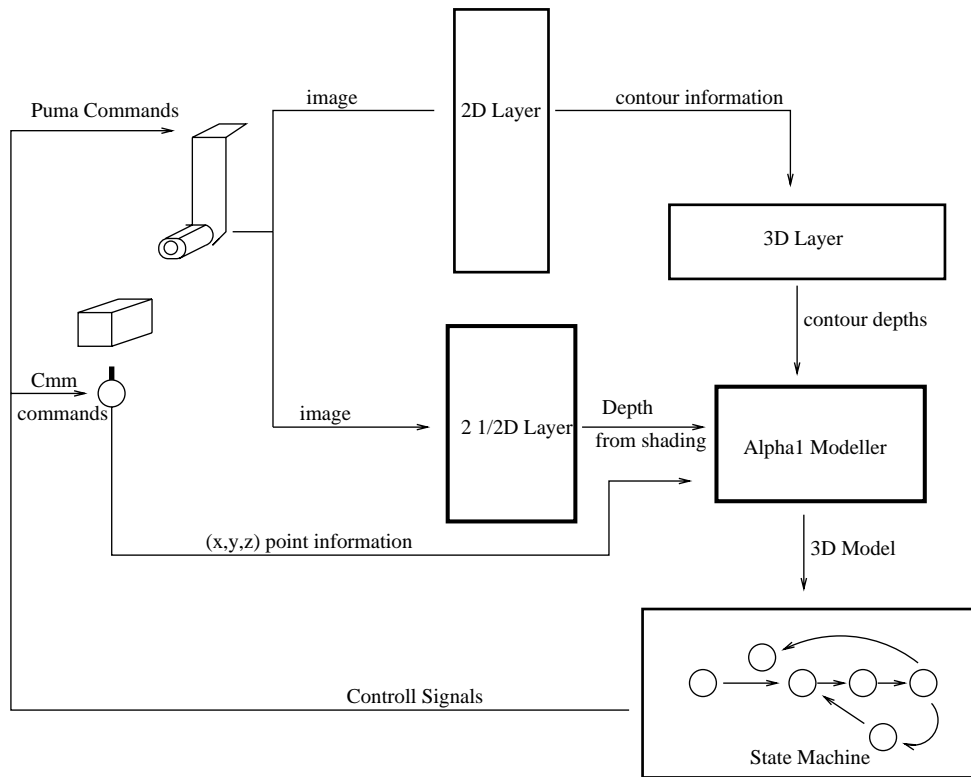 Puma Commands
image
2D Layer
contour information
3D Layer
contour depths
Cmm
commands
image
2 1/2D Layer
Depth
from shading
Alpha1 Modeller
(x,y,z) point information
3D Model
Controll Signals
State Machine